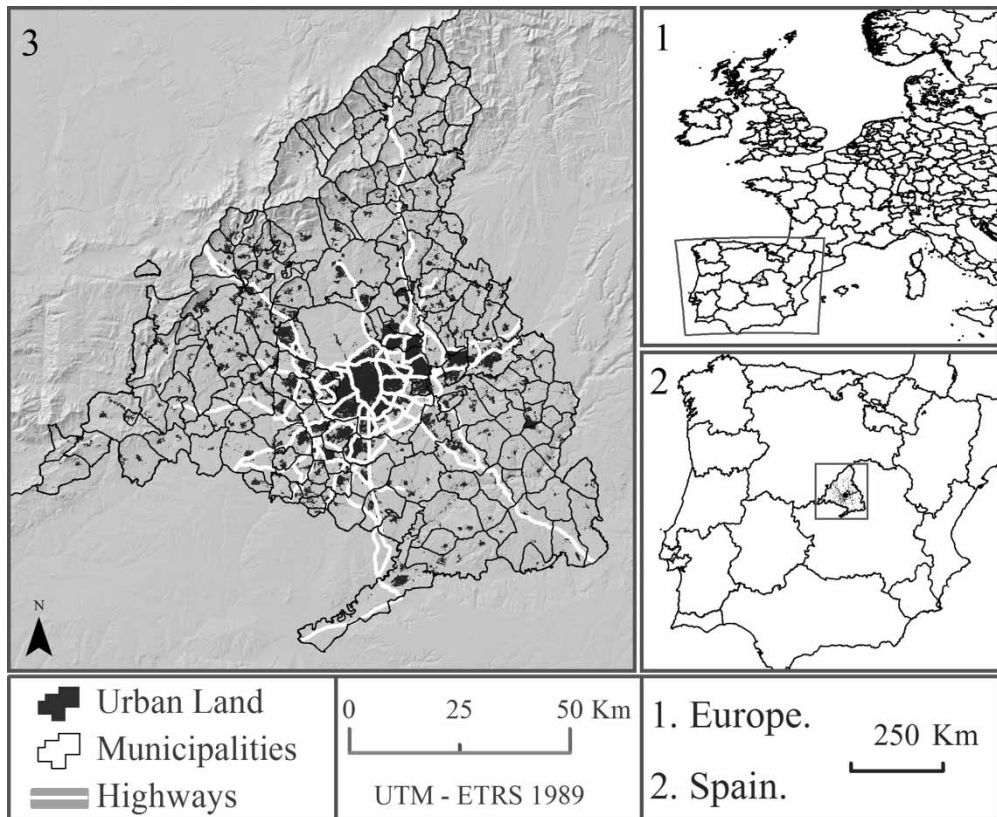 3
1
2
N
Urban Land
Municipalities
Highways
0 25 50 Km
UTM - ETRS 1989
1. Europe.
2. Spain.
250 Km